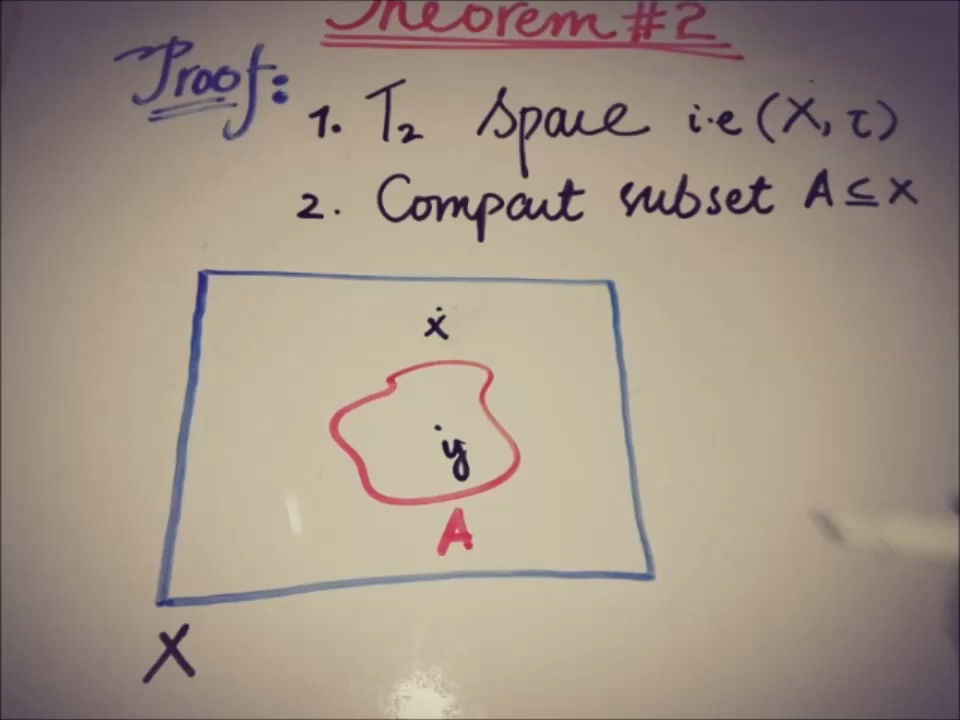 Theorem #2
Proof:
1. T₂ space i.e (X, τ)
2. Compact subset A ⊆ X
x
y
A
X